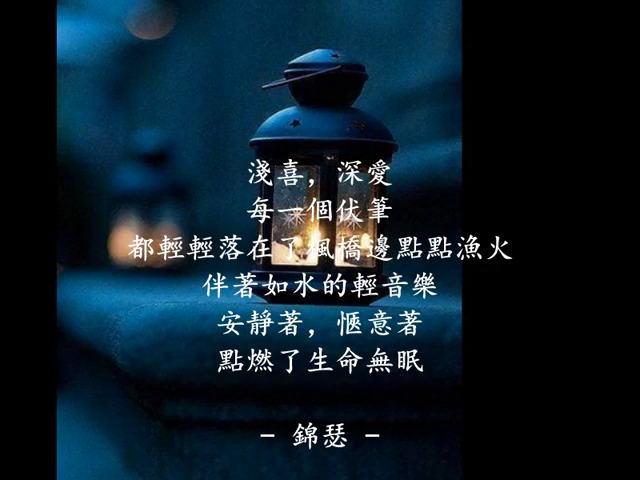 淺喜，深愛
每一個伏筆
都輕輕落在了楓橋邊點點漁火
伴著如水的輕音樂
安靜著，愜意著
點燃了生命無眠
- 錦瑟 -